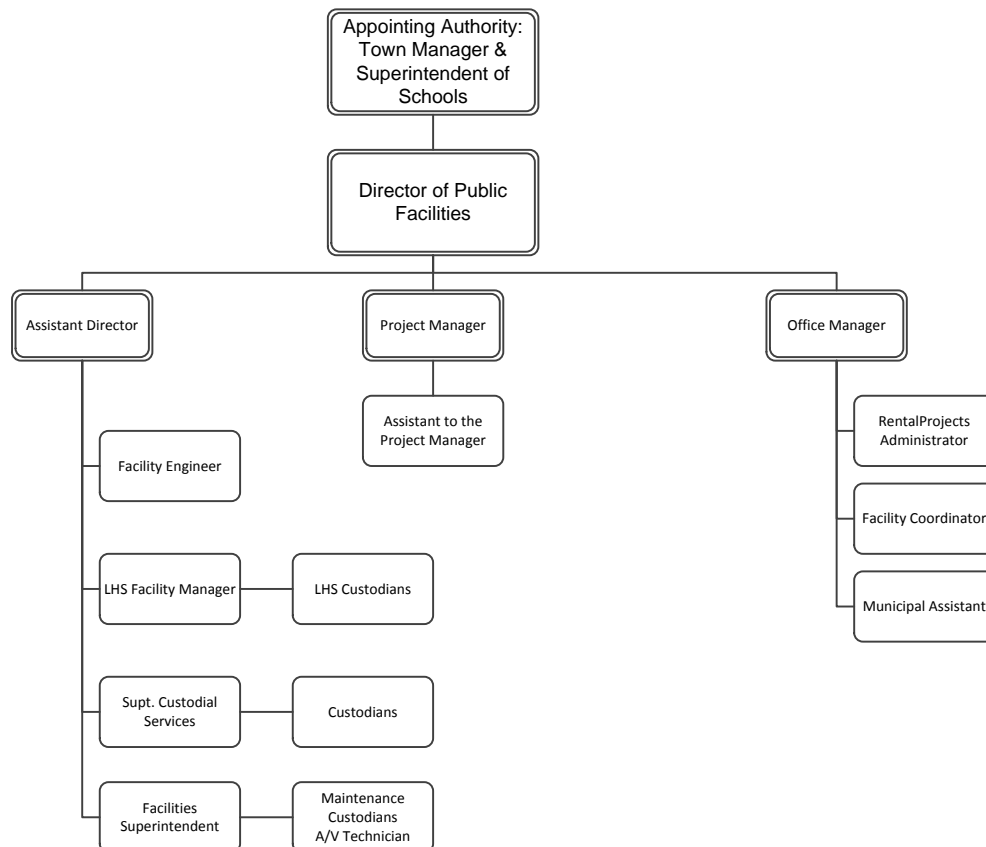 Appointing Authority:
Town Manager &
Superintendent of
Schools
Director of Public
Facilities
Assistant Director
Project Manager
Office Manager
Assistant to the
Project Manager
RentalProjects
Administrator
Facility Engineer
Facility Coordinator
LHS Facility Manager
LHS Custodians
Municipal Assistant
Supt. Custodial
Services
Custodians
Facilities
Superintendent
Maintenance
Custodians
A/V Technician